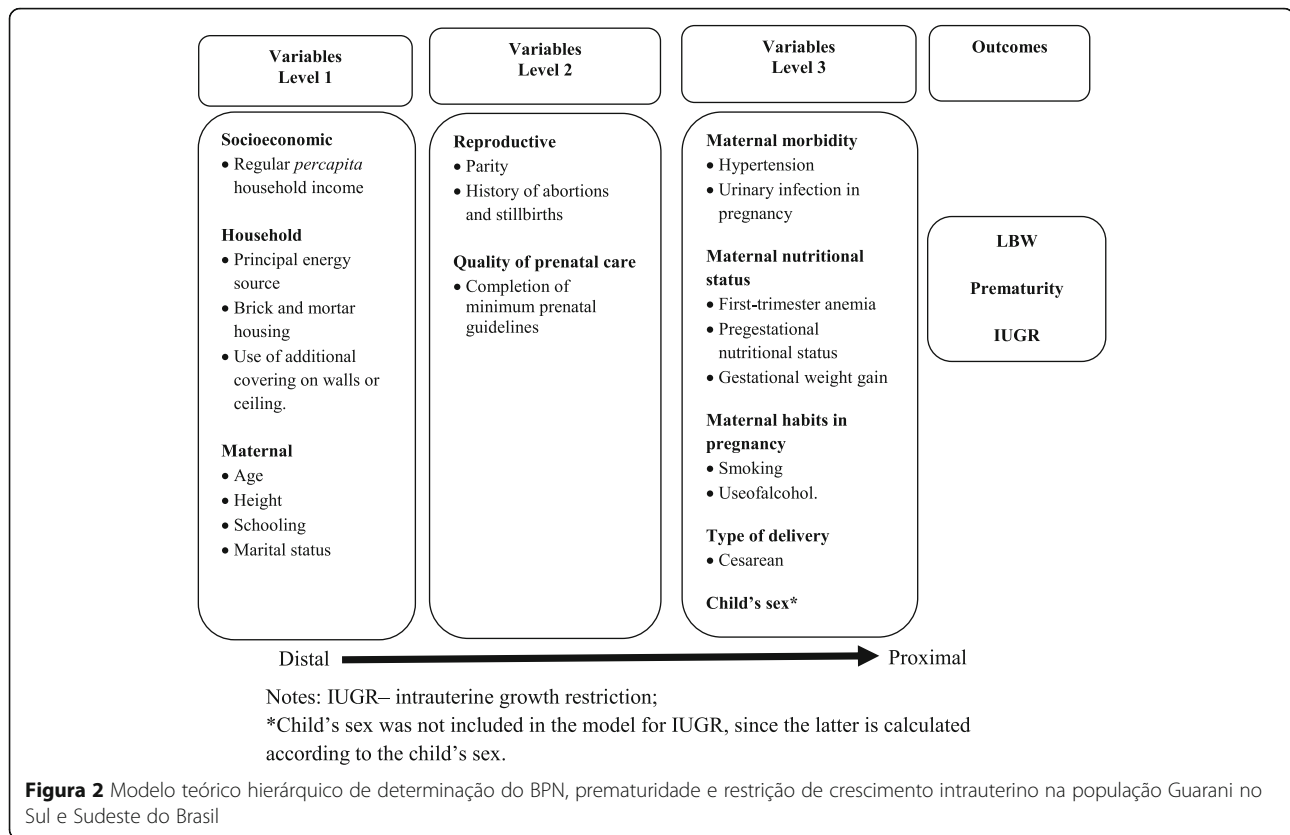 Variables
Level 1
Variables
Level 2
Variables
Level 3
Outcomes
Socioeconomic
• Regular percapita
household income
Household
• Principal energy
source
• Brick and mortar
housing
• Use of additional
covering on walls or
ceiling.
Maternal
• Age
• Height
• Schooling
• Marital status
Reproductive
• Parity
• History of abortions
and stillbirths
Quality of prenatal care
• Completion of
minimum prenatal
guidelines
Maternal morbidity
• Hypertension
• Urinary infection in
pregnancy
Maternal nutritional
status
• First-trimester anemia
• Pregestational
nutritional status
• Gestational weight gain
Maternal habits in
pregnancy
• Smoking
• Useofalcohol.
Type of delivery
• Cesarean
Child’s sex*
LBW
Prematurity
IUGR
Distal
Proximal
Notes: IUGR– intrauterine growth restriction;
*Child’s sex was not included in the model for IUGR, since the latter is calculated
according to the child’s sex.
Figura 2 Modelo teórico hierárquico de determinação do BPN, prematuridade e restrição de crescimento intrauterino na população Guarani no
Sul e Sudeste do Brasil